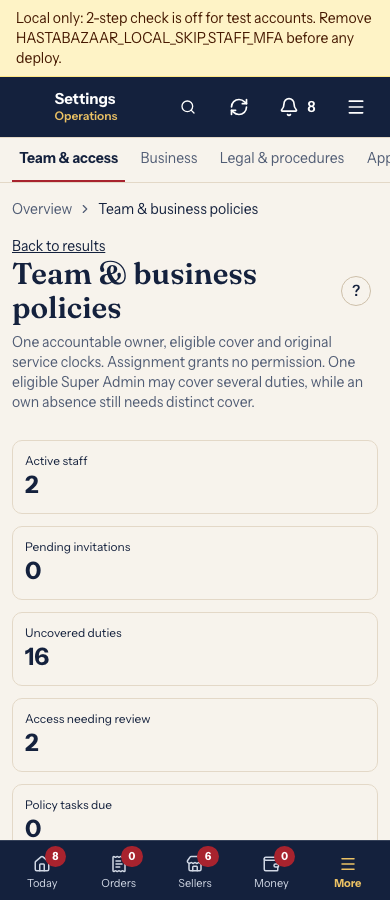 Local only: 2-step check is off for test accounts. Remove
HASTABAZAAR_LOCAL_SKIP_STAFF_MFA before any
deploy.
Settings
Operations
8
Team & access
Business
Legal & procedures
App
Overview > Team & business policies
Back to results
Team & business
policies
?
One accountable owner, eligible cover and original
service clocks. Assignment grants no permission. One
eligible Super Admin may cover several duties, while an
own absence still needs distinct cover.
Active staff
2
Pending invitations
0
Uncovered duties
16
Access needing review
2
Policy tasks due
0
8
0
6
0
Today
Orders
Sellers
Money
More